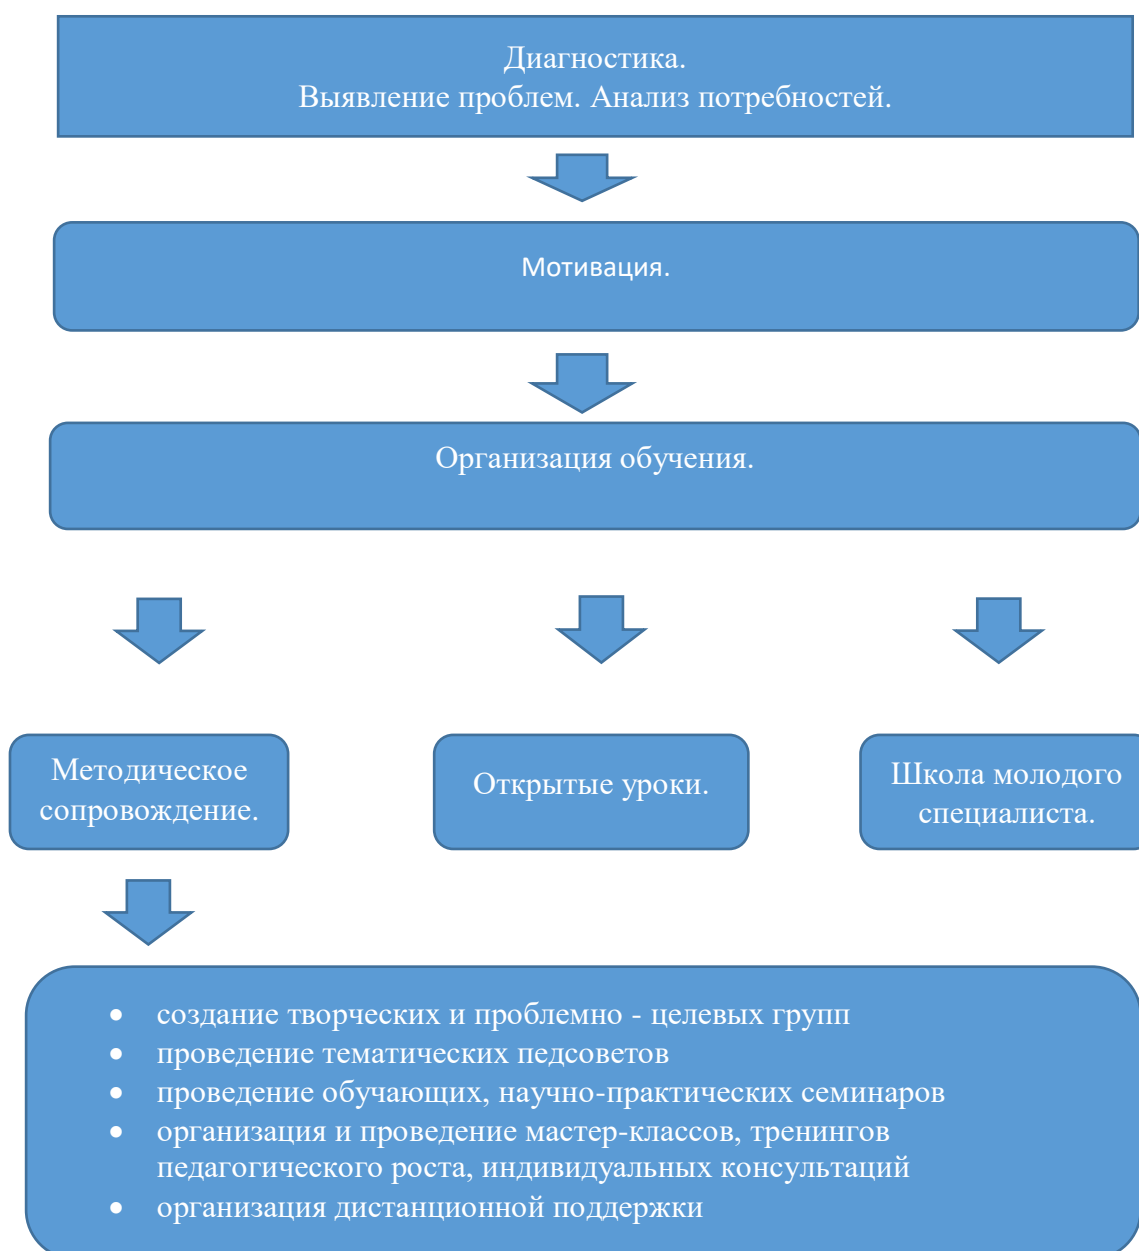 Диагностика.
Выявление проблем. Анализ потребностей.
Мотивация.
Организация обучения.
Методическое
сопровождение.
Открытые уроки.
Школа молодого
специалиста.
• создание творческих и проблемно - целевых групп
• проведение тематических педсоветов
• проведение обучающих, научно-практических семинаров
• организация и проведение мастер-классов, тренингов
педагогического роста, индивидуальных консультаций
• организация дистанционной поддержки